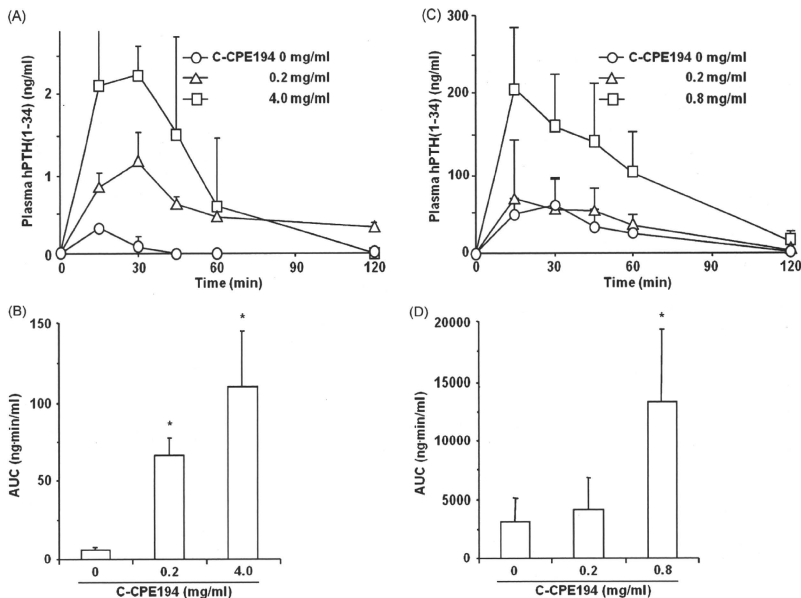 (A)
Plasma hPTH(1-34) (ng/ml)
2
1
0
C-CPE194 0 mg/ml
0.2 mg/ml
4.0 mg/ml
0 30 60 90 120
Time (min)
(C)
Plasma hPTH(1-34) (ng/ml)
300
200
100
0
C-CPE194 0 mg/ml
0.2 mg/ml
0.8 mg/ml
0 30 60 90 120
Time (min)
(B)
AUC (ng·min/ml)
150
100
50
0
*
*
0 0.2 4.0
C-CPE194 (mg/ml)
(D)
AUC (ng·min/ml)
20000
15000
10000
5000
0
*
0 0.2 0.8
C-CPE194 (mg/ml)